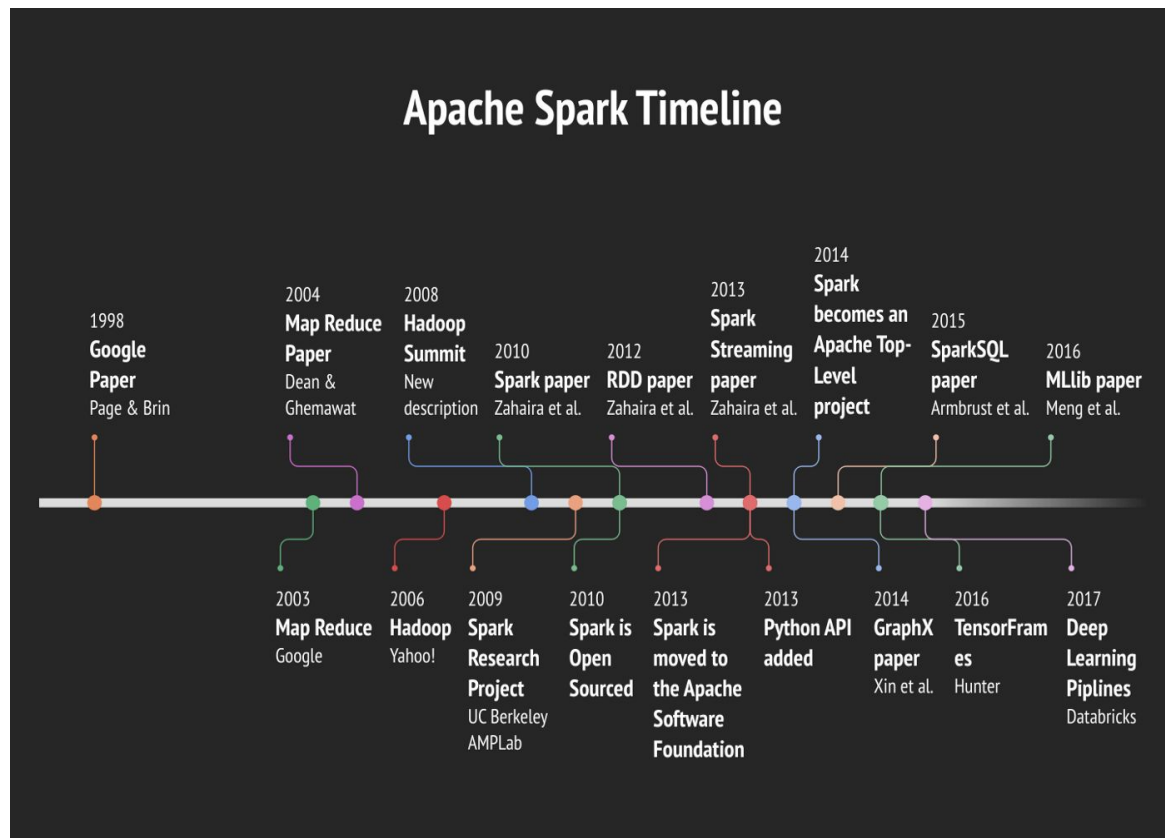 Apache Spark Timeline
1998
Google
Paper
Page & Brin
2004
Map Reduce
Paper
Dean &
Ghemawat
2008
Hadoop
Summit
New
description
2010
Spark paper
Zahaira et al.
2012
RDD paper
Zahaira et al.
2013
Spark
Streaming
paper
Zahaira et al.
2014
Spark
becomes an
Apache Top-
Level
project
2015
SparkSQL
paper
Armbrust et al.
2016
MLlib paper
Meng et al.
2003
Map Reduce
Google
2006
Hadoop
Yahoo!
2009
Spark
Research
Project
UC Berkeley
AMPLab
2010
Spark is
Open
Sourced
2013
Spark is
moved to
the Apache
Software
Foundation
2013
Python API
added
2014
GraphX
paper
Xin et al.
2016
TensorFram
es
Hunter
2017
Deep
Learning
Piplines
Databricks